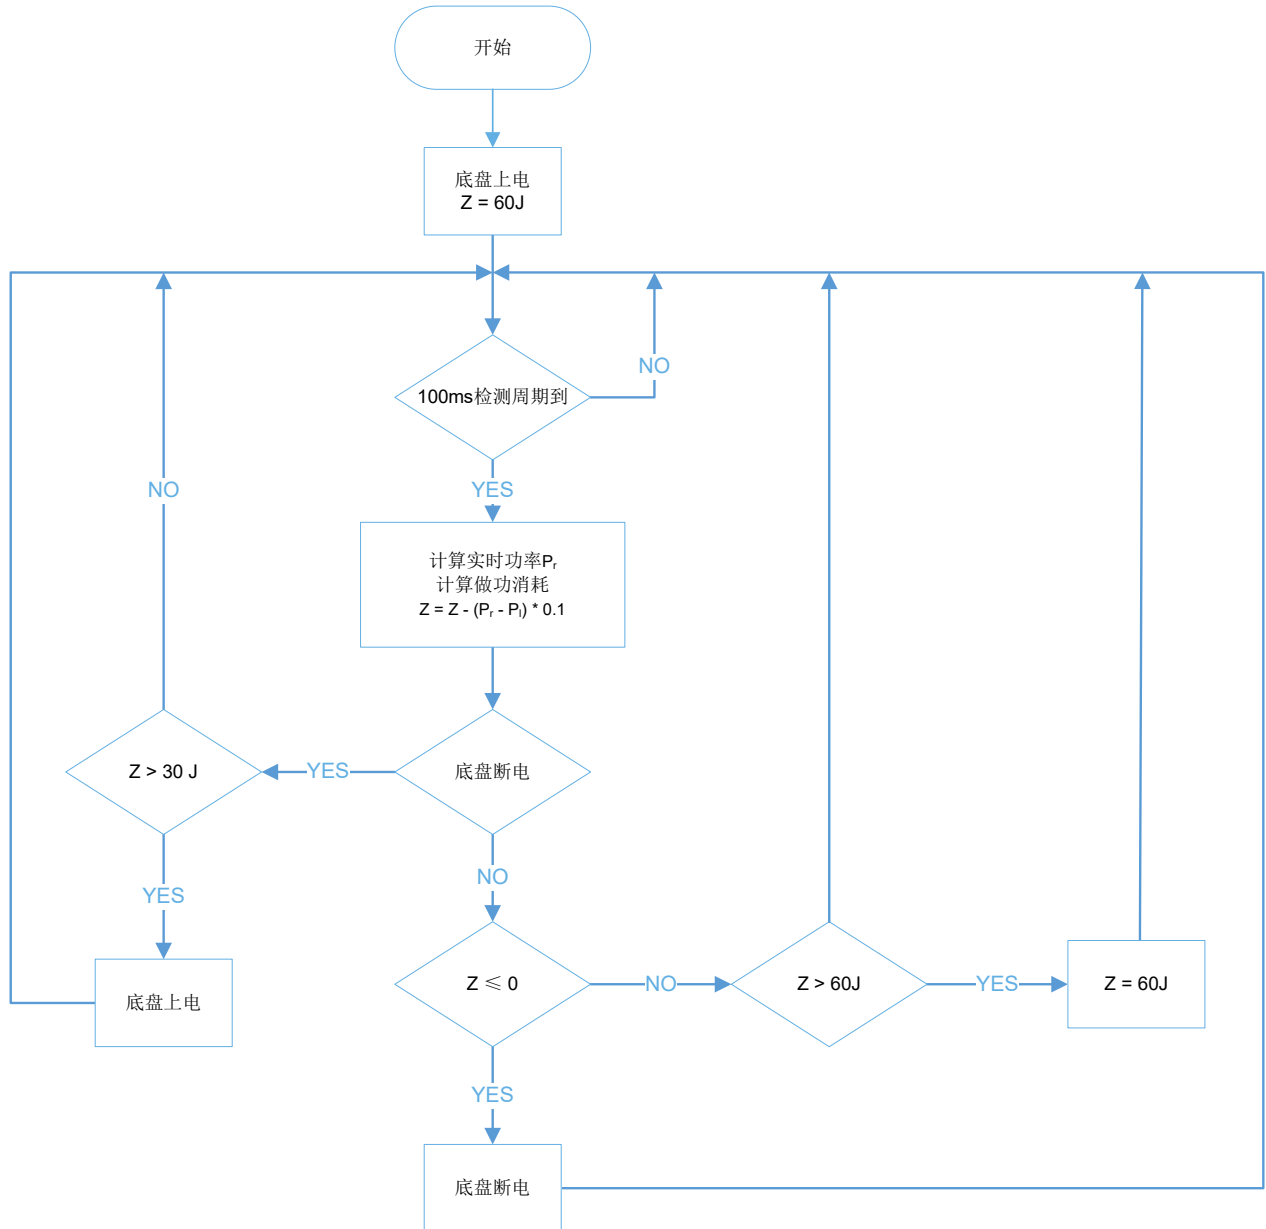 开始
底盘上电
Z = 60J
NO
100ms检测周期到
YES
NO
计算实时功率Pᵣ
计算做功消耗
Z = Z - (Pᵣ - Pₗ) * 0.1
Z > 30 J
YES
底盘断电
YES
NO
底盘上电
Z ≤ 0
NO
Z > 60J
YES
Z = 60J
YES
底盘断电